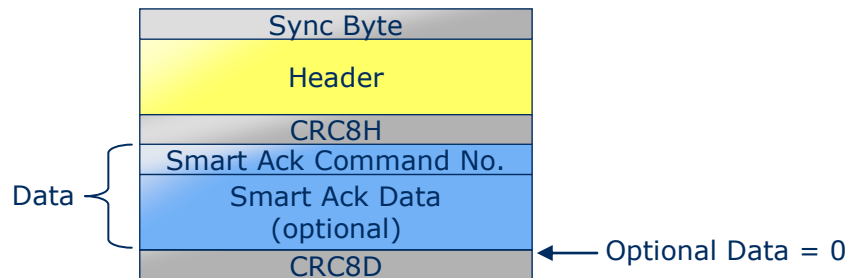 Sync Byte
Header
CRC8H
Smart Ack Command No.
Data
Smart Ack Data
(optional)
Optional Data = 0
CRC8D